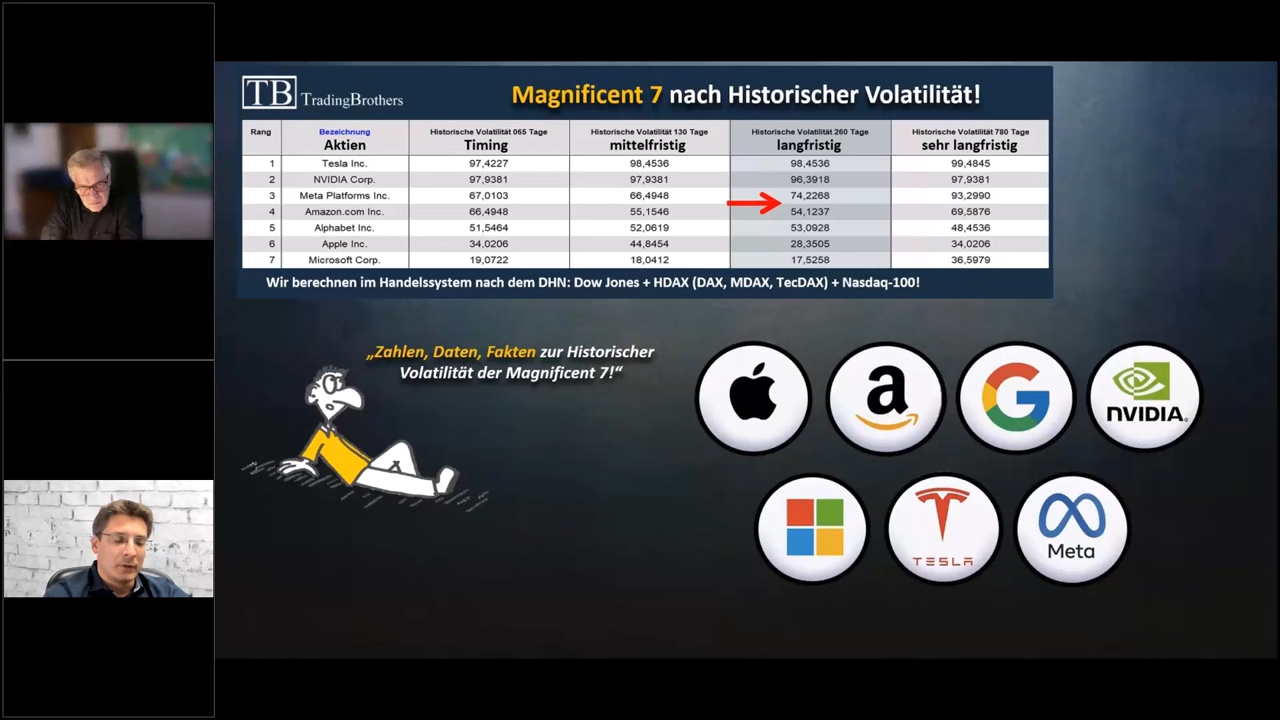 TB TradingBrothers
Magnificent 7 nach Historischer Volatilität!
Rang Bezeichnung Aktien Historische Volatilität 065 Tage Timing Historische Volatilität 130 Tage mittelfristig Historische Volatilität 260 Tage langfristig Historische Volatilität 780 Tage sehr langfristig
1 Tesla Inc. 97,4227 98,4536 98,4536 99,4845
2 NVIDIA Corp. 97,9381 97,9381 96,3918 97,9381
3 Meta Platforms Inc. 67,0103 66,4948 74,2268 93,2990
4 Amazon.com Inc. 66,4948 55,1546 54,1237 69,5876
5 Alphabet Inc. 51,5464 52,0619 53,0928 48,4536
6 Apple Inc. 34,0206 44,8454 28,3505 34,0206
7 Microsoft Corp. 19,0722 18,0412 17,5258 36,5979
Wir berechnen im Handelssystem nach dem DHN: Dow Jones + HDAX (DAX, MDAX, TecDAX) + Nasdaq-100!
„Zahlen, Daten, Fakten zur Historischer
Volatilität der Magnificent 7!“
a
G
NVIDIA.
TESLA
Meta